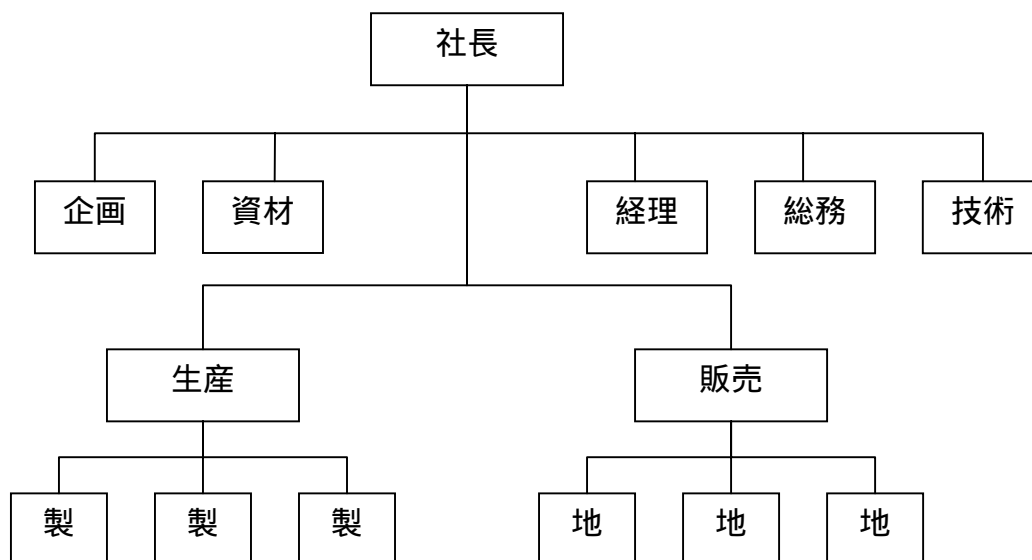 社長
企画
資材
経理
総務
技術
生産
販売
製
製
製
地
地
地